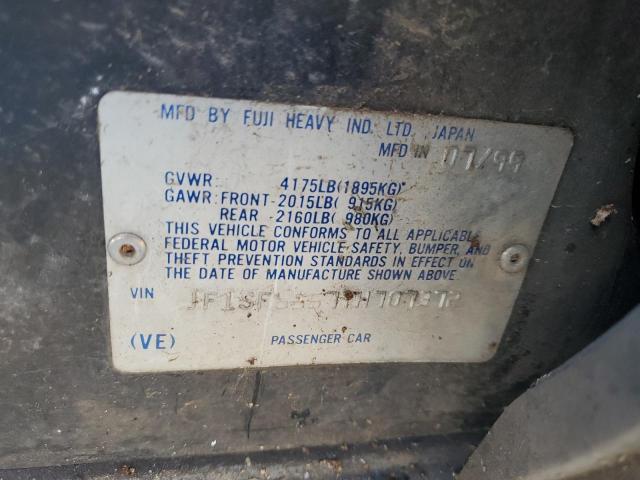 MFD BY FUJI HEAVY IND. LTD. JAPAN
MFD IN 07/99
GVWR 4175LB(1895KG)
GAWR:FRONT-2015LB( 915KG)
REAR -2160LB( 980KG)
THIS VEHICLE CONFORMS TO ALL APPLICABLE
FEDERAL MOTOR VEHICLE SAFETY, BUMPER, AND
THEFT PREVENTION STANDARDS IN EFFECT ON
THE DATE OF MANUFACTURE SHOWN ABOVE.
VIN
(VE) PASSENGER CAR